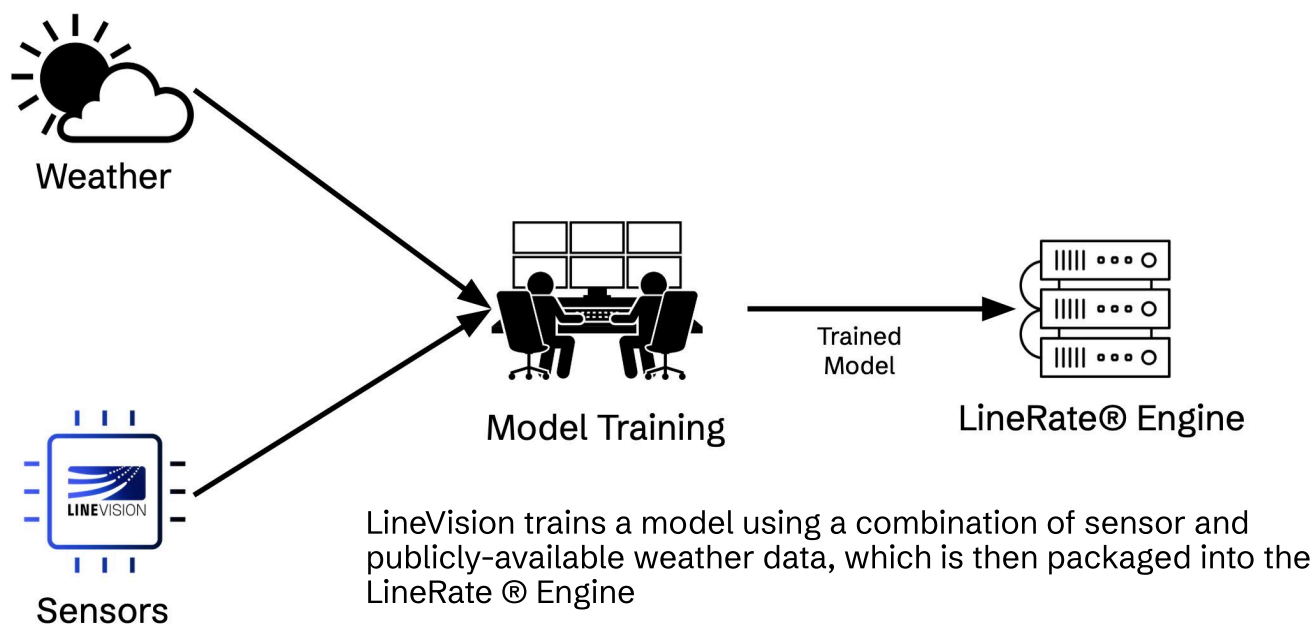 Weather
Trained
Model
Model Training
LineRate® Engine
LINEVISION
Sensors
LineVision trains a model using a combination of sensor and
publicly-available weather data, which is then packaged into the
LineRate ® Engine